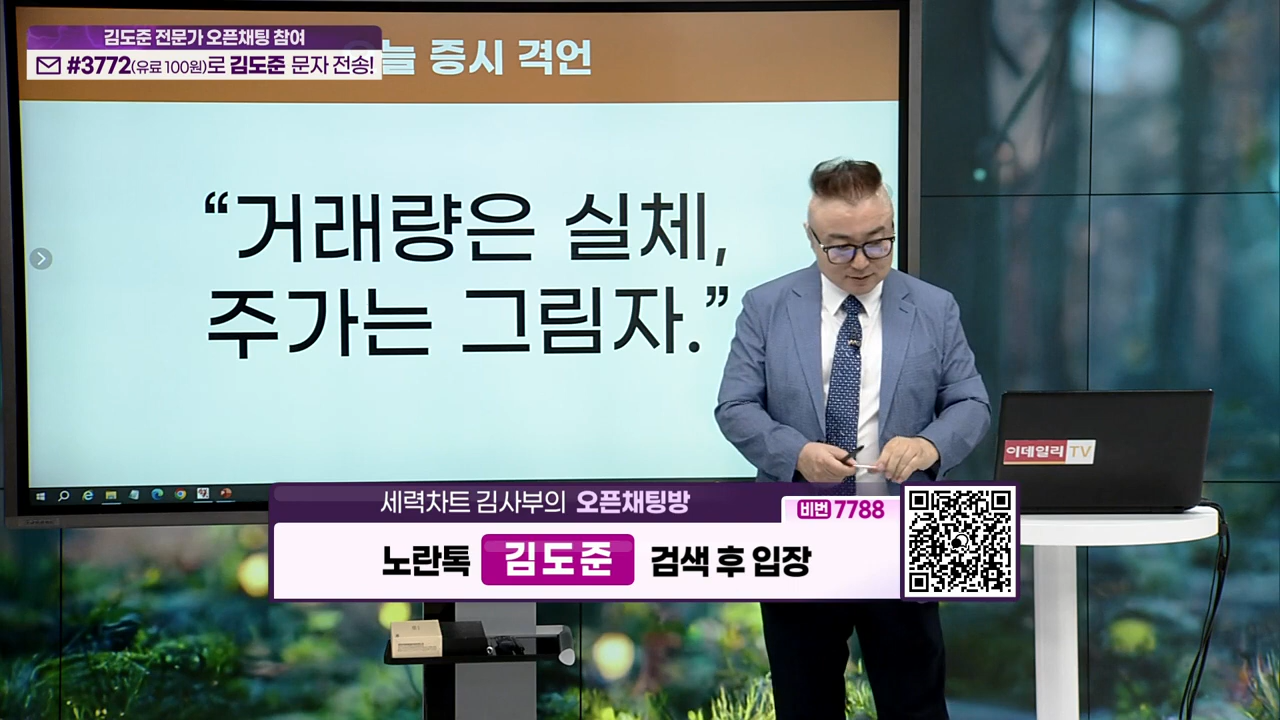 김도준 전문가 오픈채팅 참여
#3772(유료 100원)로 김도준 문자 전송!
늘 증시 격언
“거래량은 실체,
주가는 그림자.”
이데일리TV
세력차트 김사부의 오픈채팅방
비번 7788
노란톡 김도준 검색 후 입장